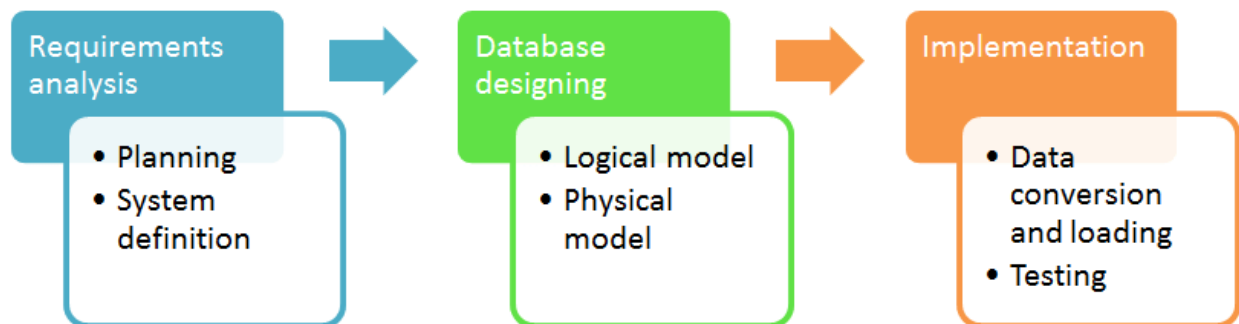 Requirements
analysis
• Planning
• System
definition
Database
designing
• Logical model
• Physical
model
Implementation
• Data
conversion
and loading
• Testing